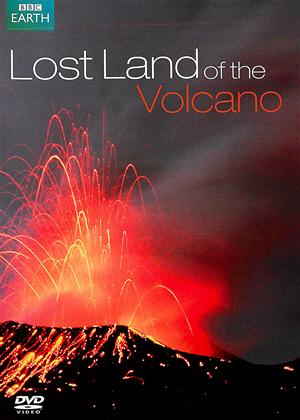 BBC
EARTH
Lost Land of the
Volcano
DVD
VIDEO